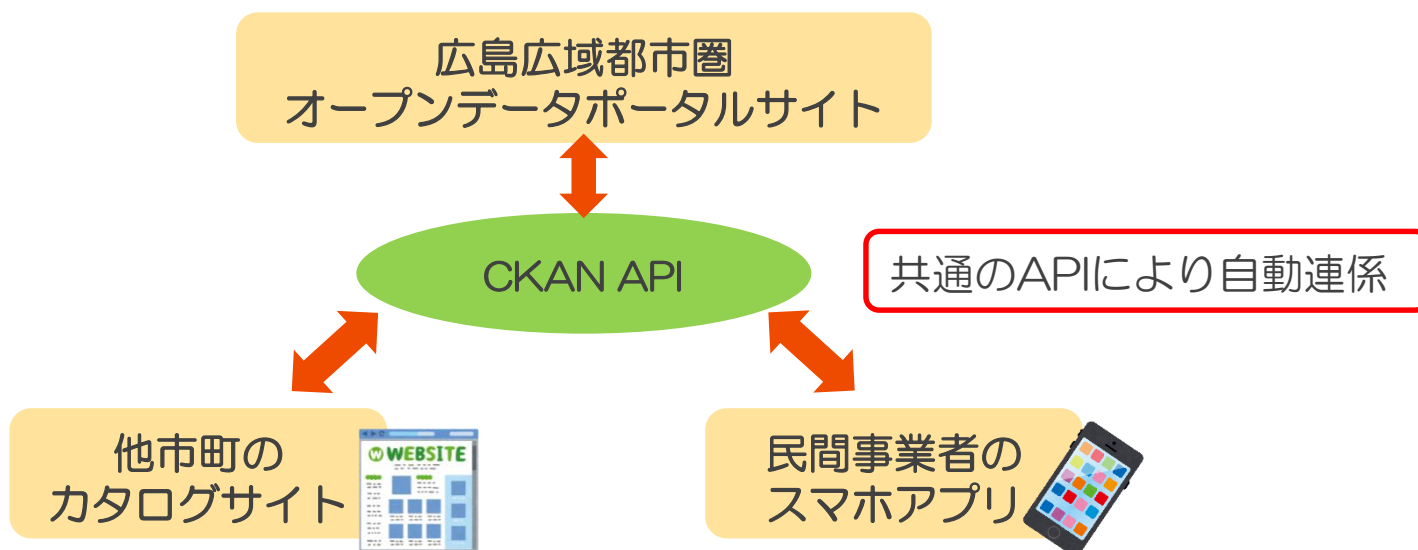 広島広域都市圏
オープンデータポータルサイト
CKAN API
共通のAPIにより自動連係
他市町の
カタログサイト
W WEBSITE
民間事業者の
スマホアプリ